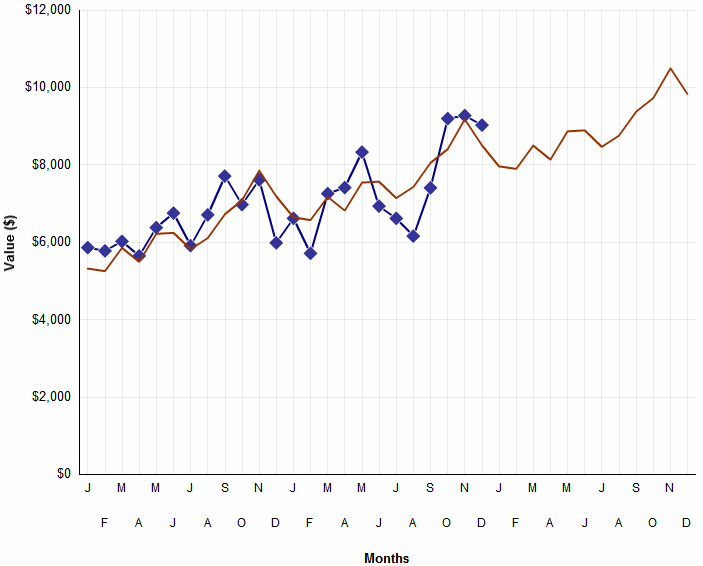 $12,000
$10,000
$8,000
$6,000
$4,000
$2,000
$0
Value ($)
J M M J S N J M M J S N J M M J S N
F A J A O D F A J A O D F A J A O D
Months